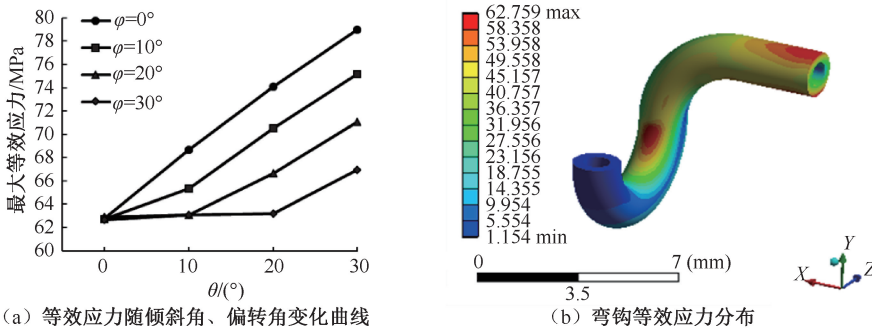 最大等效应力/MPa
80
78
76
74
72
70
68
66
64
62
60
φ=0°
φ=10°
φ=20°
φ=30°
0 10 20 30
θ/(°)
(a) 等效应力随倾斜角、偏转角变化曲线
62.759 max
58.358
53.958
49.558
45.157
40.757
36.357
31.956
27.556
23.156
18.755
14.355
9.954
5.554
1.154 min
0 7 (mm)
3.5
X Y Z
(b) 弯钩等效应力分布